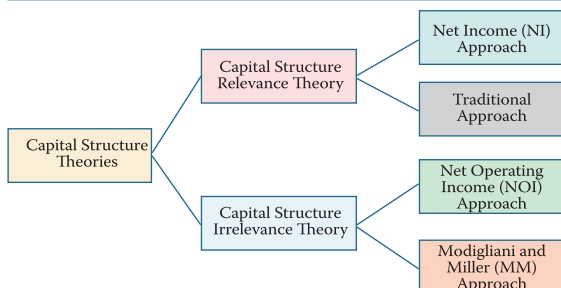 Net Income (NI)
Approach
Capital Structure
Relevance Theory
Traditional
Approach
Capital Structure
Theories
Net Operating
Income (NOI)
Approach
Capital Structure
Irrelevance Theory
Modigliani and
Miller (MM)
Approach